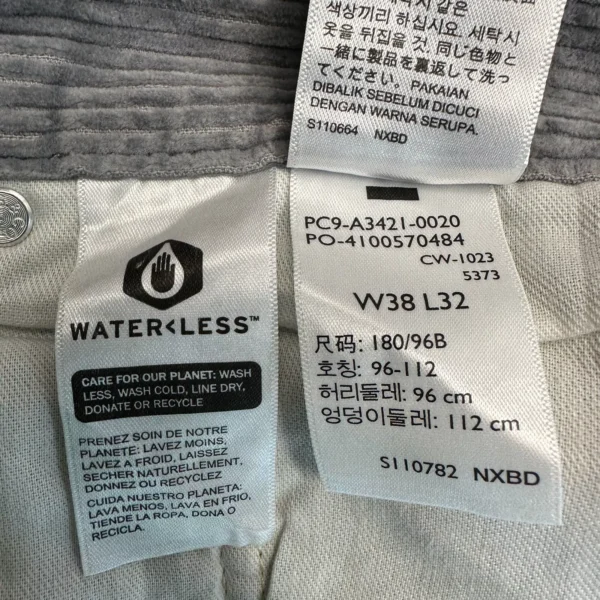 색상끼리 하십시오. 세탁시
옷을 뒤집을 것. 同じ色物と
一緒に製品を裏返して洗っ
てください。 PAKAIAN
DIBALIK SEBELUM DICUCI
DENGAN WARNA SERUPA.
S110664 NXBD
WATER<LESS™
CARE FOR OUR PLANET: WASH
LESS, WASH COLD, LINE DRY,
DONATE OR RECYCLE
PRENEZ SOIN DE NOTRE
PLANETE: LAVEZ MOINS,
LAVEZ A FROID, LAISSEZ
SECHER NATURELLEMENT,
DONNEZ OU RECYCLEZ
CUIDA NUESTRO PLANETA:
LAVA MENOS, LAVA EN FRIO,
TIENDE LA ROPA, DONA O
RECICLA.
PC9-A3421-0020
PO-4100570484
CW-1023
5373
W38 L32
尺码: 180/96B
호칭: 96-112
허리둘레: 96 cm
엉덩이둘레: 112 cm
S110782 NXBD